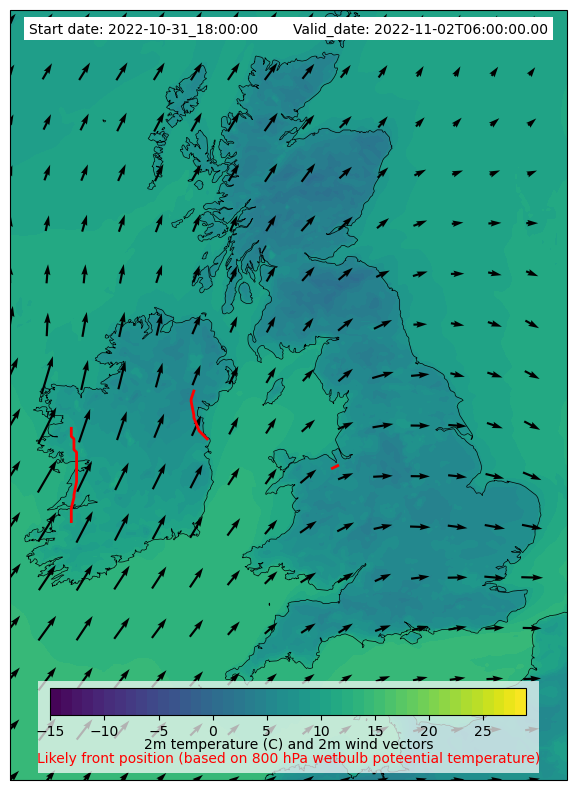 Start date: 2022-10-31_18:00:00 Valid_date: 2022-11-02T06:00:00.00
−15 −10 −5 0 5 10 15 20 25
2m temperature (C) and 2m wind vectors
Likely front position (based on 800 hPa wetbulb poteential temperature)